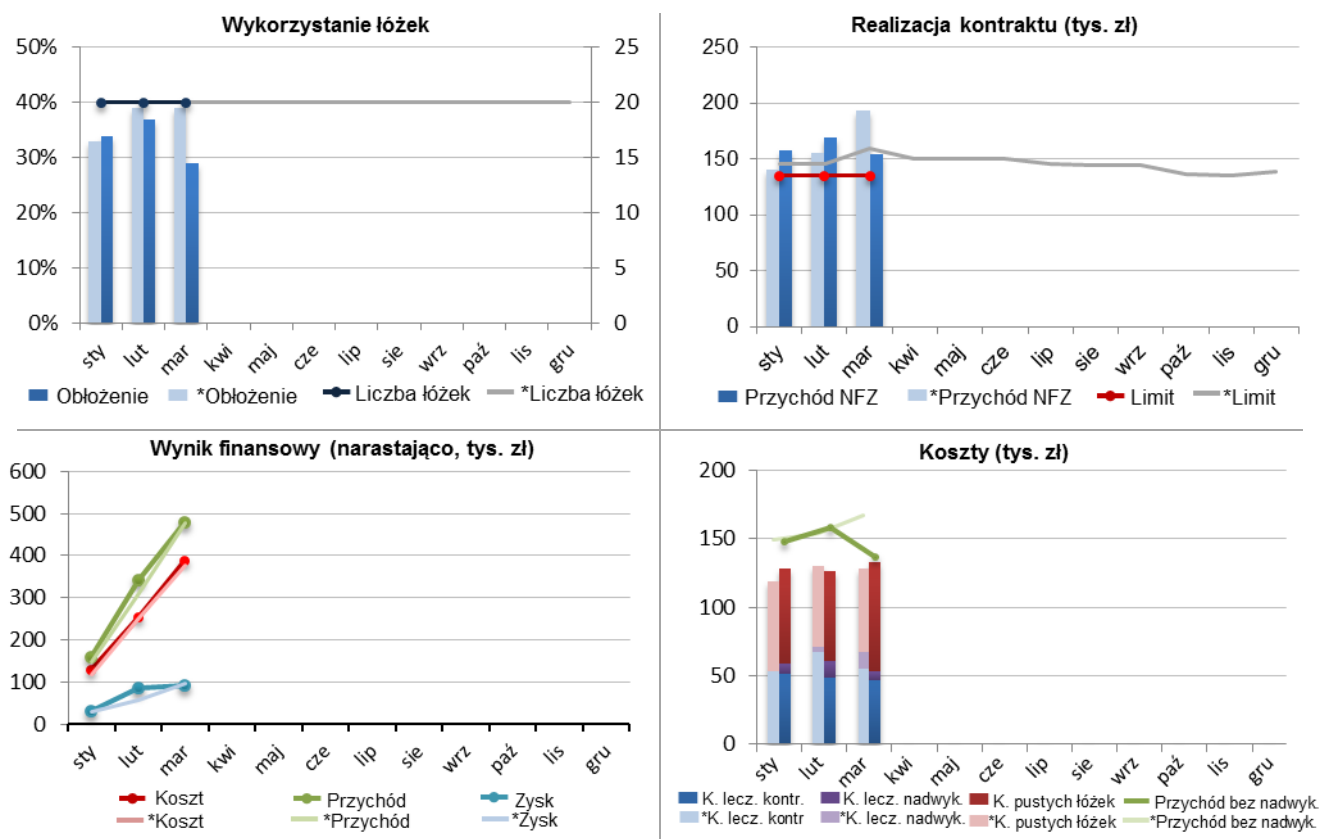 Wykorzystanie łóżek
50%
40%
30%
20%
10%
0%
25
20
15
10
5
0
sty lut mar kwi maj cze lip sie wrz paź lis gru
Obłożenie *Obłożenie Liczba łóżek *Liczba łóżek
Realizacja kontraktu (tys. zł)
250
200
150
100
50
0
sty lut mar kwi maj cze lip sie wrz paź lis gru
Przychód NFZ *Przychód NFZ Limit *Limit
Wynik finansowy (narastająco, tys. zł)
600
500
400
300
200
100
0
sty lut mar kwi maj cze lip sie wrz paź lis gru
Koszt Przychód Zysk
*Koszt *Przychód *Zysk
Koszty (tys. zł)
200
150
100
50
0
sty lut mar kwi maj cze lip sie wrz paź lis gru
K. lecz. kontr. K. lecz. nadwyk. K. pustych łóżek Przychód bez nadwyk.
*K. lecz. kontr *K. lecz. nadwyk. *K. pustych łóżek *Przychód bez nadwyk.